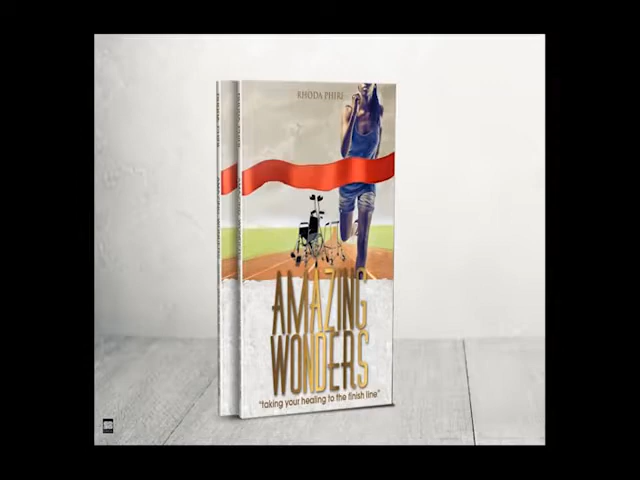 RHODA PHIRI
AMAZING
WONDERS
"taking your healing to the finish line"